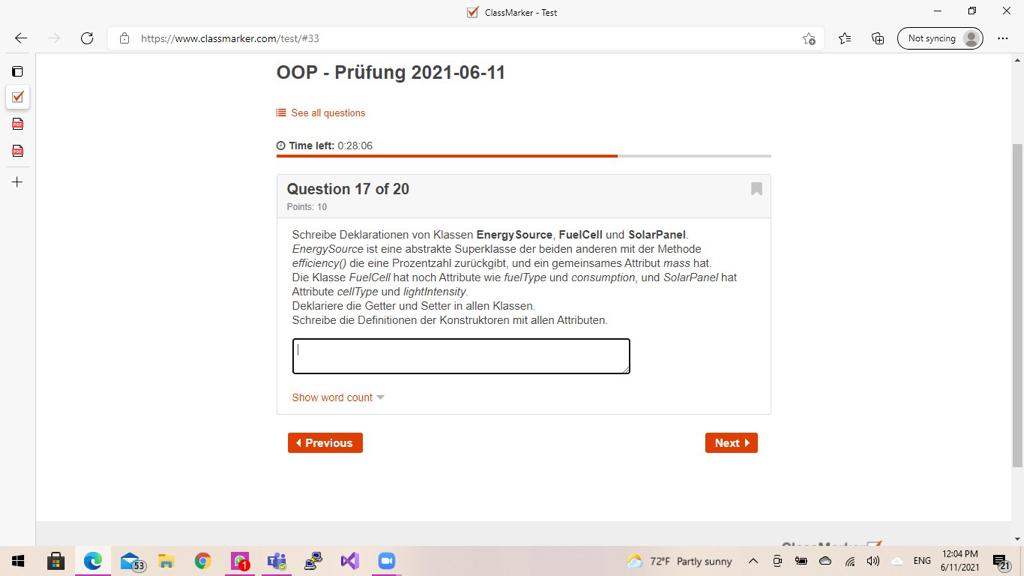 ClassMarker - Test
https://www.classmarker.com/test/#33
Not syncing
OOP - Prüfung 2021-06-11
See all questions
Time left: 0:28:06
Question 17 of 20
Points: 10
Schreibe Deklarationen von Klassen EnergySource, FuelCell und SolarPanel.
EnergySource ist eine abstrakte Superklasse der beiden anderen mit der Methode
efficiency() die eine Prozentzahl zurückgibt, und ein gemeinsames Attribut mass hat.
Die Klasse FuelCell hat noch Attribute wie fuelType und consumption, und SolarPanel hat
Attribute cellType und lightIntensity.
Deklariere die Getter und Setter in allen Klassen.
Schreibe die Definitionen der Konstruktoren mit allen Attributen.
Show word count
Previous
Next
ClassMarker
53
1
72°F Partly sunny
ENG
12:04 PM
6/11/2021
21